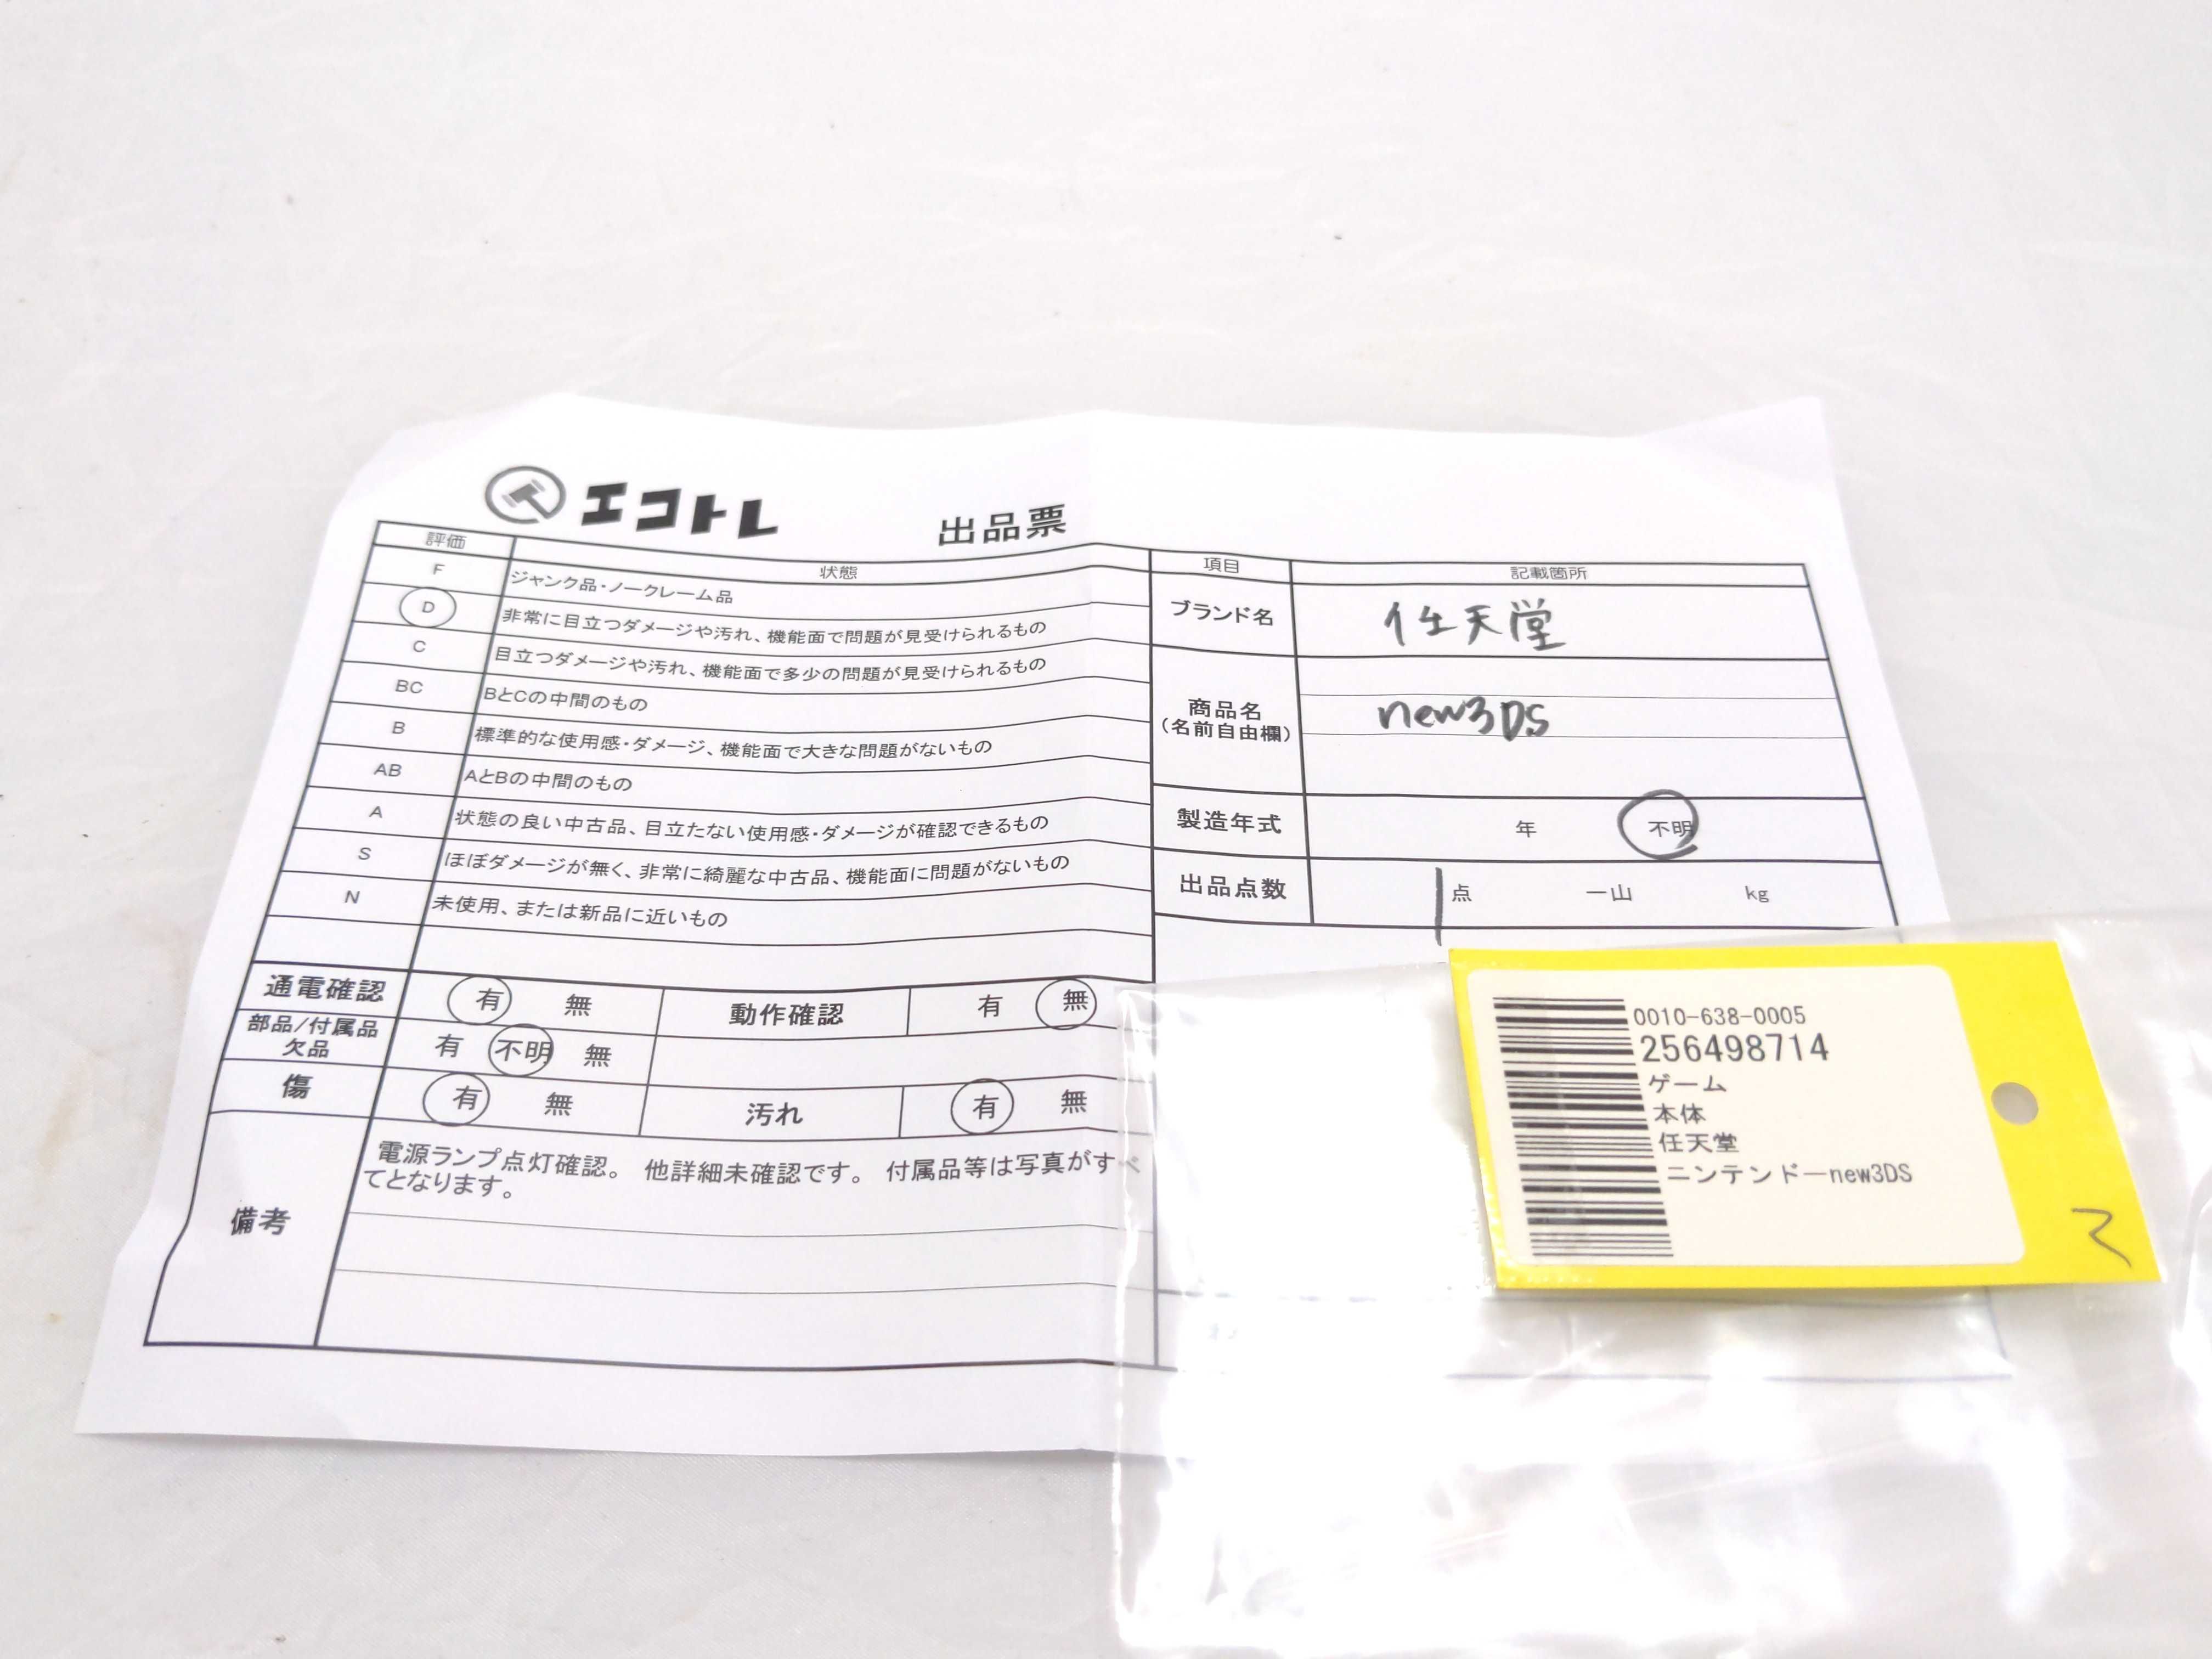 エコトレ 出品票
評価 状態
F ジャンク品・ノークレーム品
D 非常に目立つダメージや汚れ、機能面で問題が見受けられるもの
C 目立つダメージや汚れ、機能面で多少の問題が見受けられるもの
BC BとCの中間のもの
B 標準的な使用感・ダメージ、機能面で大きな問題がないもの
AB AとBの中間のもの
A 状態の良い中古品、目立たない使用感・ダメージが確認できるもの
S ほぼダメージが無く、非常に綺麗な中古品、機能面に問題がないもの
N 未使用、または新品に近いもの
項目 記載箇所
ブランド名 任天堂
商品名
(名前自由欄) new3DS
製造年式 年 不明
出品点数 1 点 一山 kg
通電確認 有 無 動作確認 有 無
部品/付属品
欠品 有 不明 無
傷 有 無 汚れ 有 無
備考 電源ランプ点灯確認。 他詳細未確認です。 付属品等は写真がすべ
てとなります。
0010-638-0005
256498714
ゲーム
本体
任天堂
ニンテンドーnew3DS